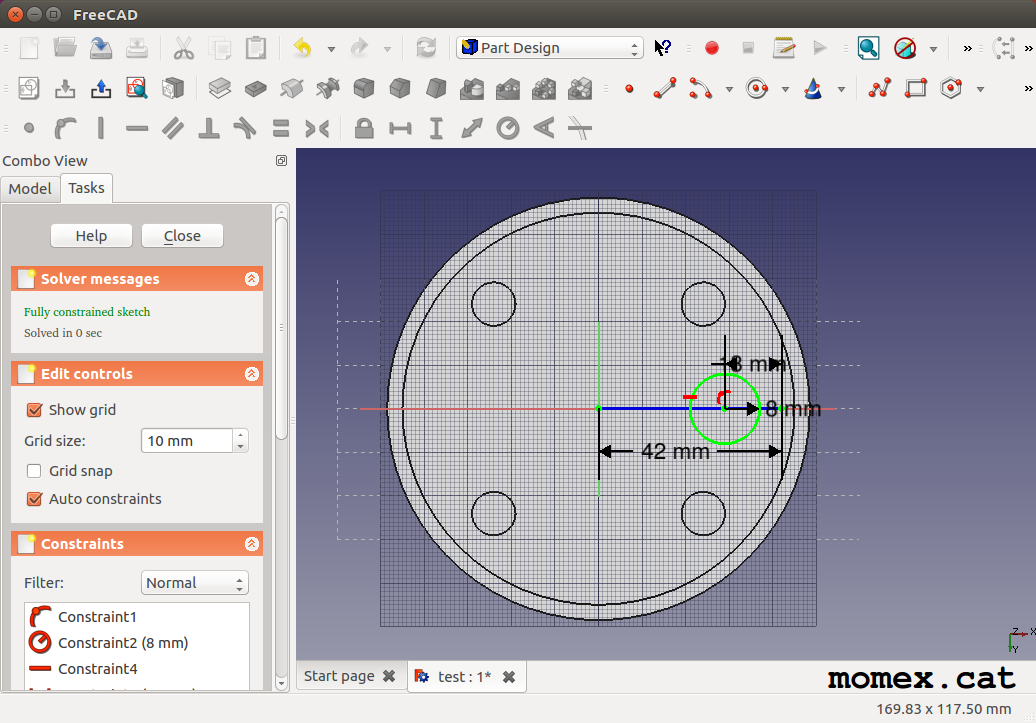 FreeCAD
Part Design
Combo View
Model Tasks
Help Close
Solver messages
Fully constrained sketch
Solved in 0 sec
Edit controls
Show grid
Grid size: 10 mm
Grid snap
Auto constraints
Constraints
Filter: Normal
Constraint1
Constraint2 (8 mm)
Constraint4
8 mm
42 mm
Z X
Y
Start page test : 1*
momex.cat
169.83 x 117.50 mm